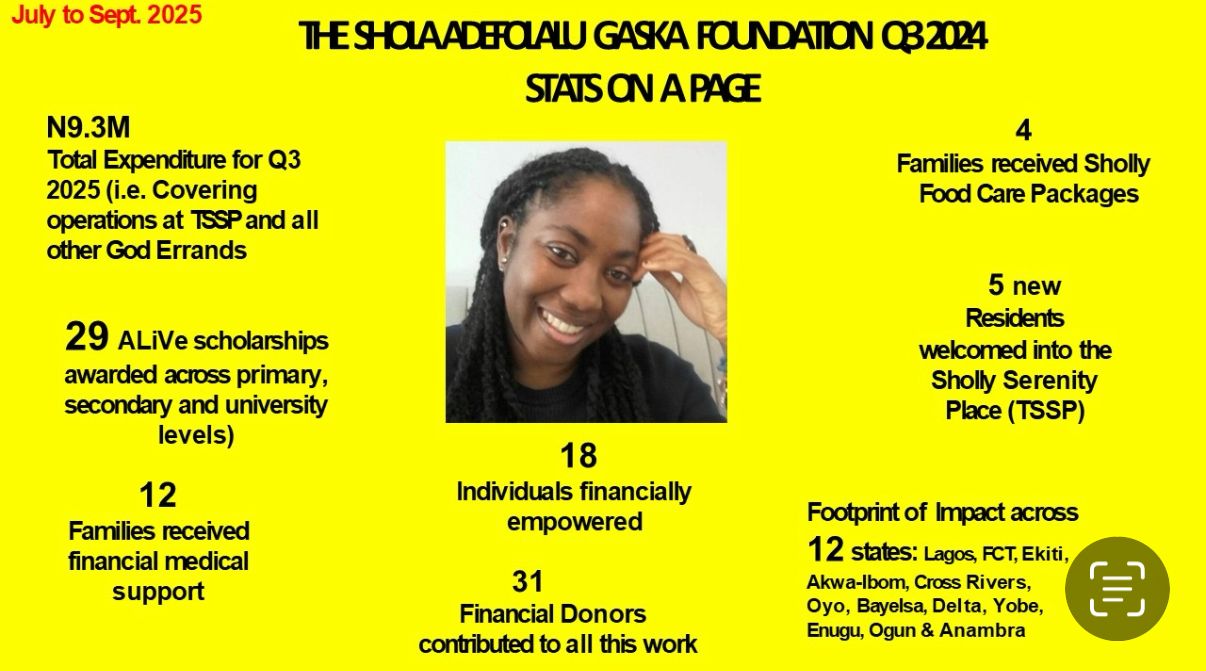 July to Sept. 2025
THE SHOLA ADEFOLALU GASKA FOUNDATION Q3 2024
STATS ON A PAGE
N9.3M
Total Expenditure for Q3
2025 (i.e. Covering
operations at TSSP and all
other God Errands
29 ALiVe scholarships
awarded across primary,
secondary and university
levels)
12
Families received
financial medical
support
18
Individuals financially
empowered
31
Financial Donors
contributed to all this work
4
Families received Sholly
Food Care Packages
5 new
Residents
welcomed into the
Sholly Serenity
Place (TSSP)
Footprint of Impact across
12 states: Lagos, FCT, Ekiti,
Akwa-Ibom, Cross Rivers,
Oyo, Bayelsa, Delta, Yobe,
Enugu, Ogun & Anambra